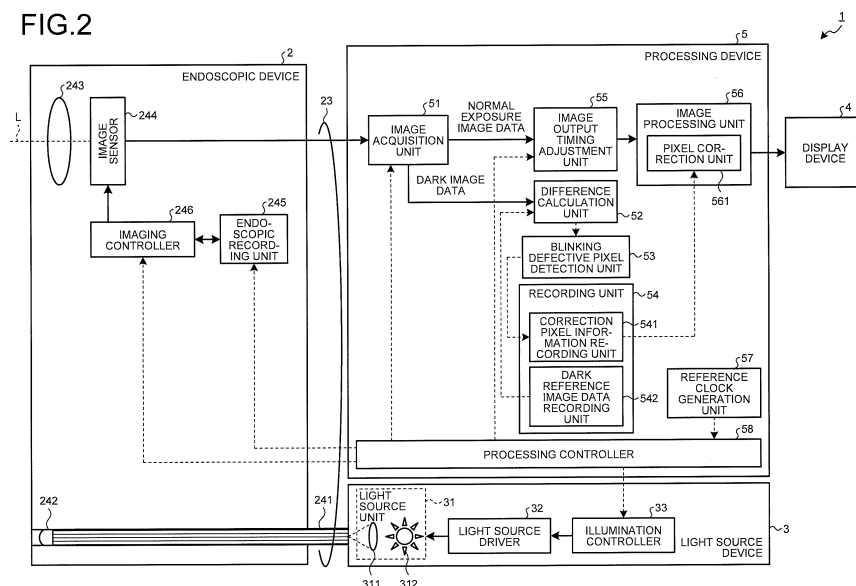 FIG.2
1
2
ENDOSCOPIC DEVICE
243
L
IMAGE
SENSOR
244
246
IMAGING
CONTROLLER
245
ENDO-
SCOPIC
RECORD-
ING UNIT
242
241
23
5
PROCESSING DEVICE
51
IMAGE
ACQUISITION
UNIT
NORMAL
EXPOSURE
IMAGE DATA
DARK IMAGE
DATA
55
IMAGE
OUTPUT
TIMING
ADJUSTMENT
UNIT
56
IMAGE
PROCESSING UNIT
PIXEL COR-
RECTION UNIT
561
4
DISPLAY
DEVICE
DIFFERENCE
CALCULATION
UNIT
52
BLINKING
DEFECTIVE PIXEL
DETECTION UNIT
53
RECORDING UNIT
54
CORRECTION
PIXEL INFOR-
MATION RE-
CORDING UNIT
541
DARK
REFERENCE
IMAGE DATA
RECORDING
UNIT
542
57
REFERENCE
CLOCK
GENERATION
UNIT
58
PROCESSING CONTROLLER
LIGHT
SOURCE
UNIT
31
311
312
32
LIGHT SOURCE
DRIVER
33
ILLUMINATION
CONTROLLER
3
LIGHT SOURCE
DEVICE